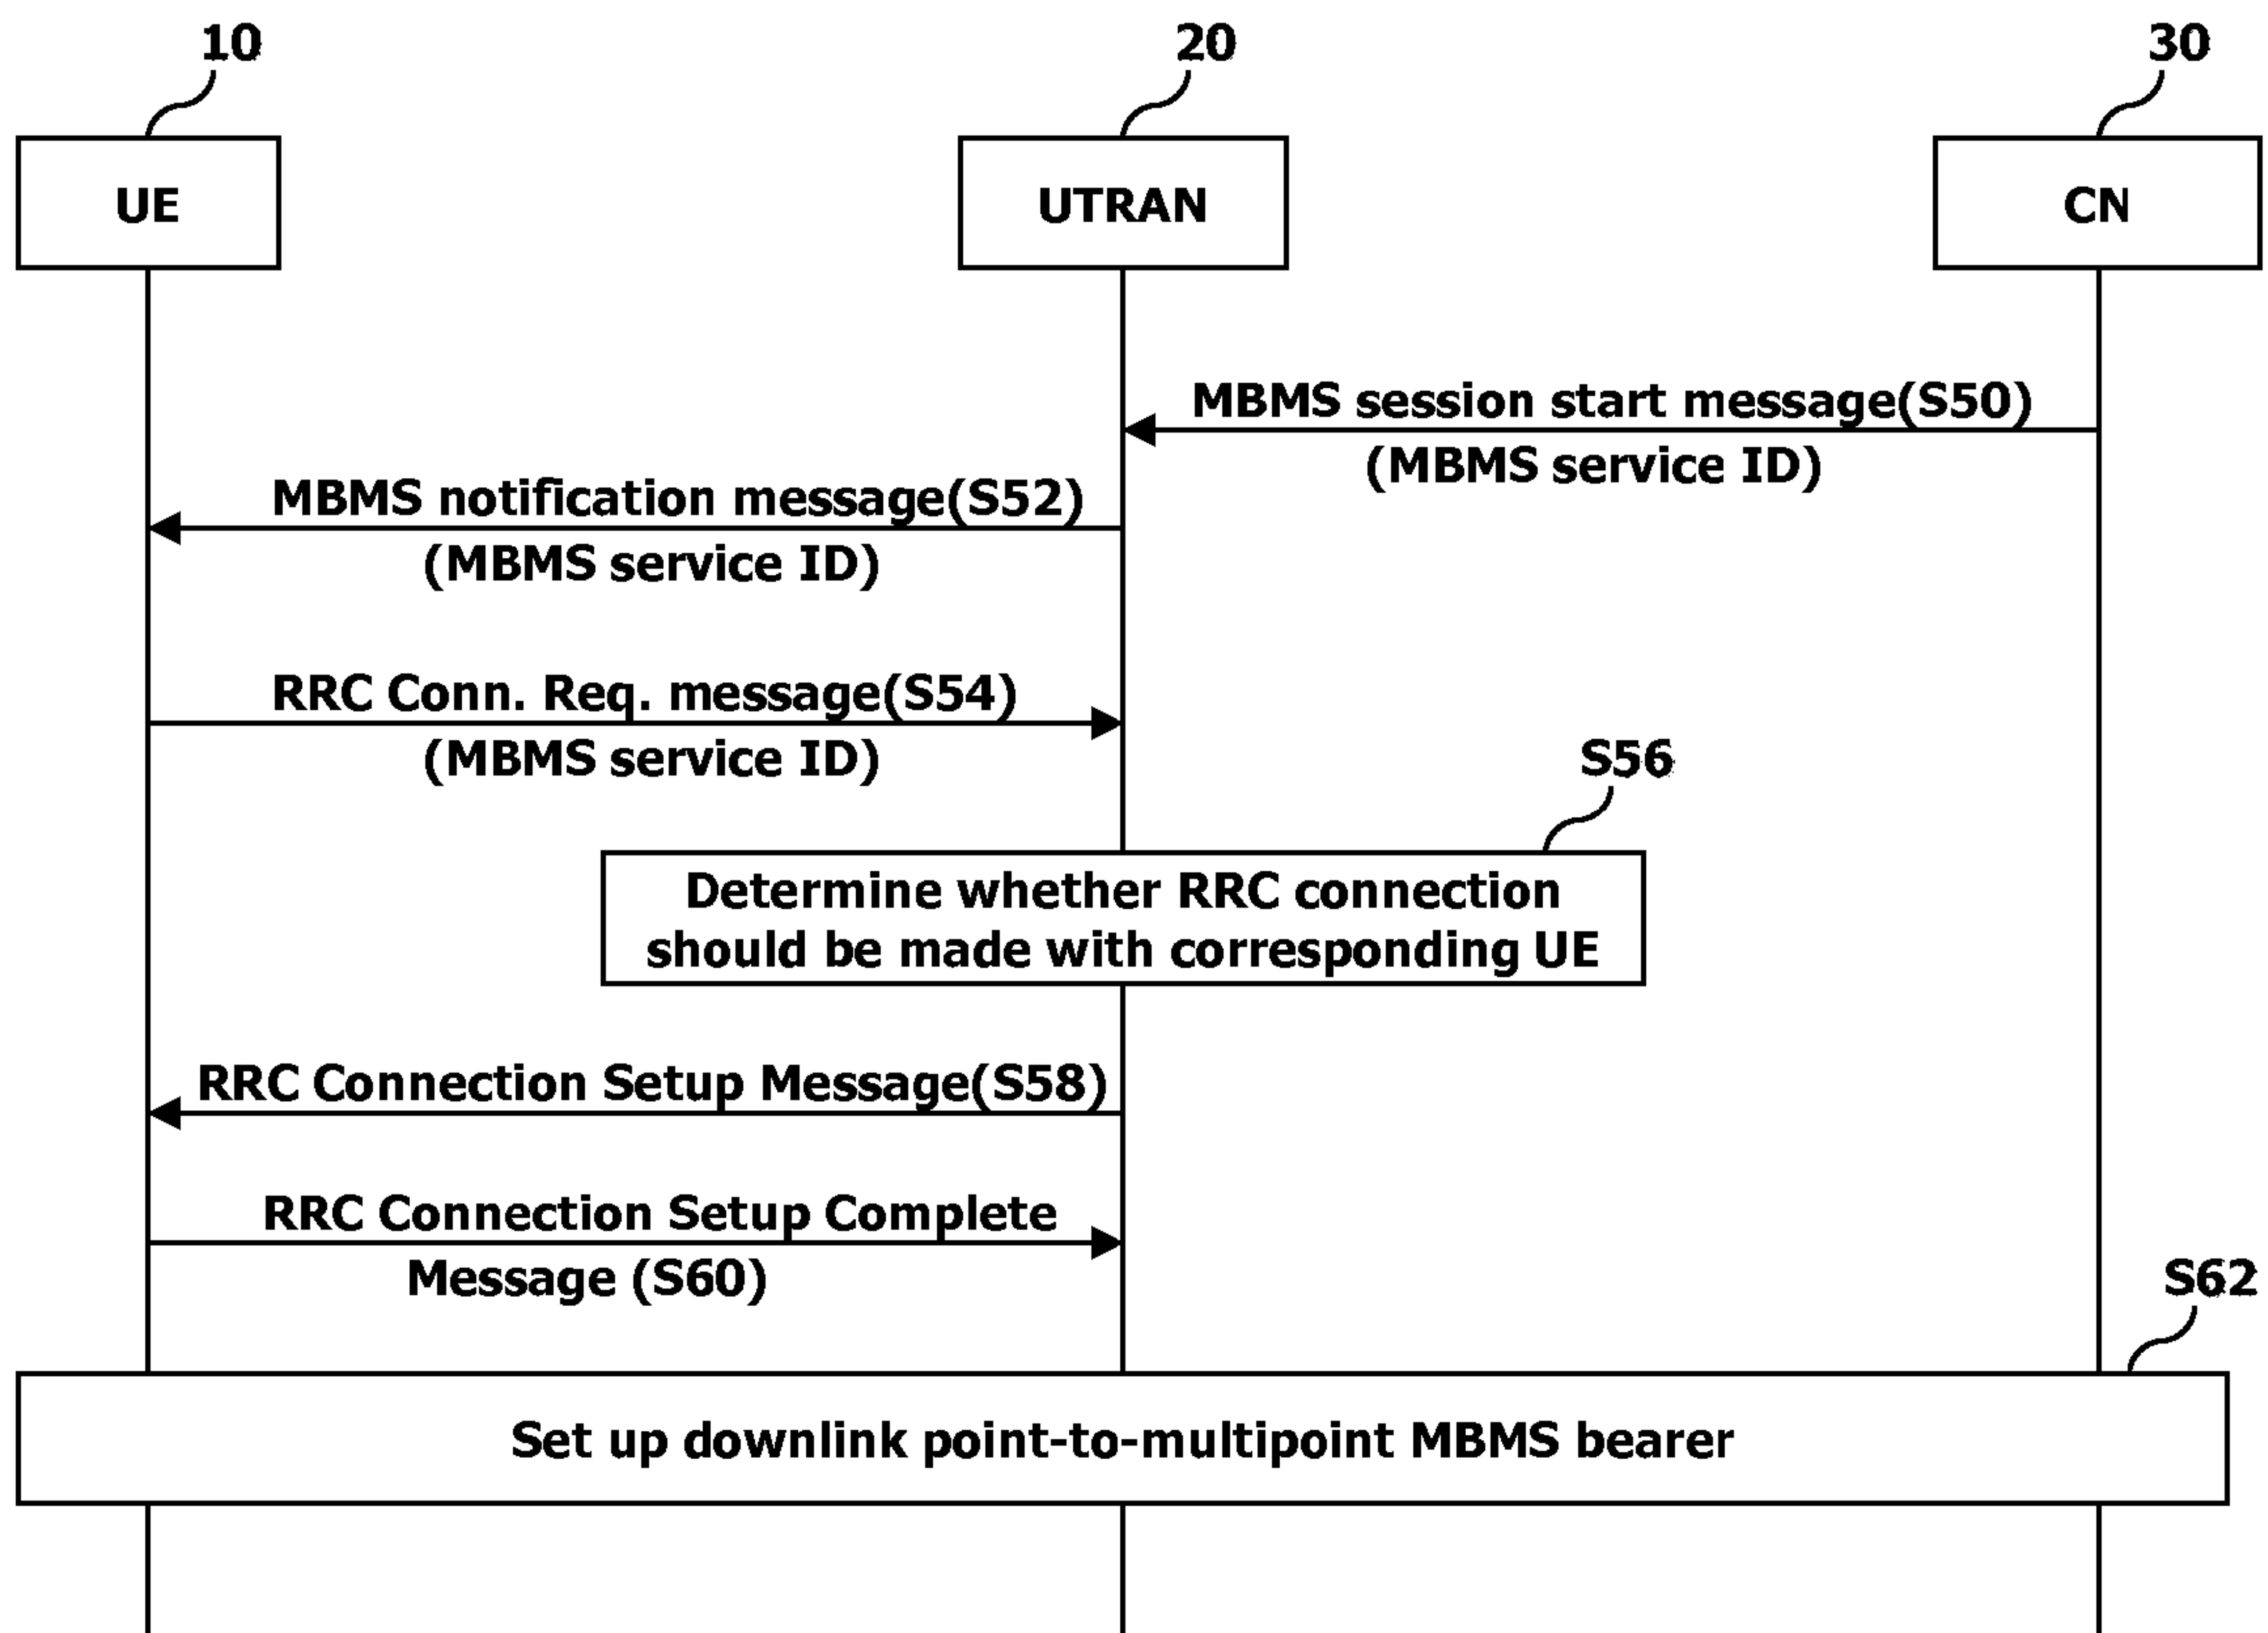 10
20
30
UE
UTRAN
CN
MBMS session start message(S50)
(MBMS service ID)
MBMS notification message(S52)
(MBMS service ID)
RRC Conn. Req. message(S54)
(MBMS service ID)
S56
Determine whether RRC connection
should be made with corresponding UE
RRC Connection Setup Message(S58)
RRC Connection Setup Complete
Message (S60)
S62
Set up downlink point-to-multipoint MBMS bearer